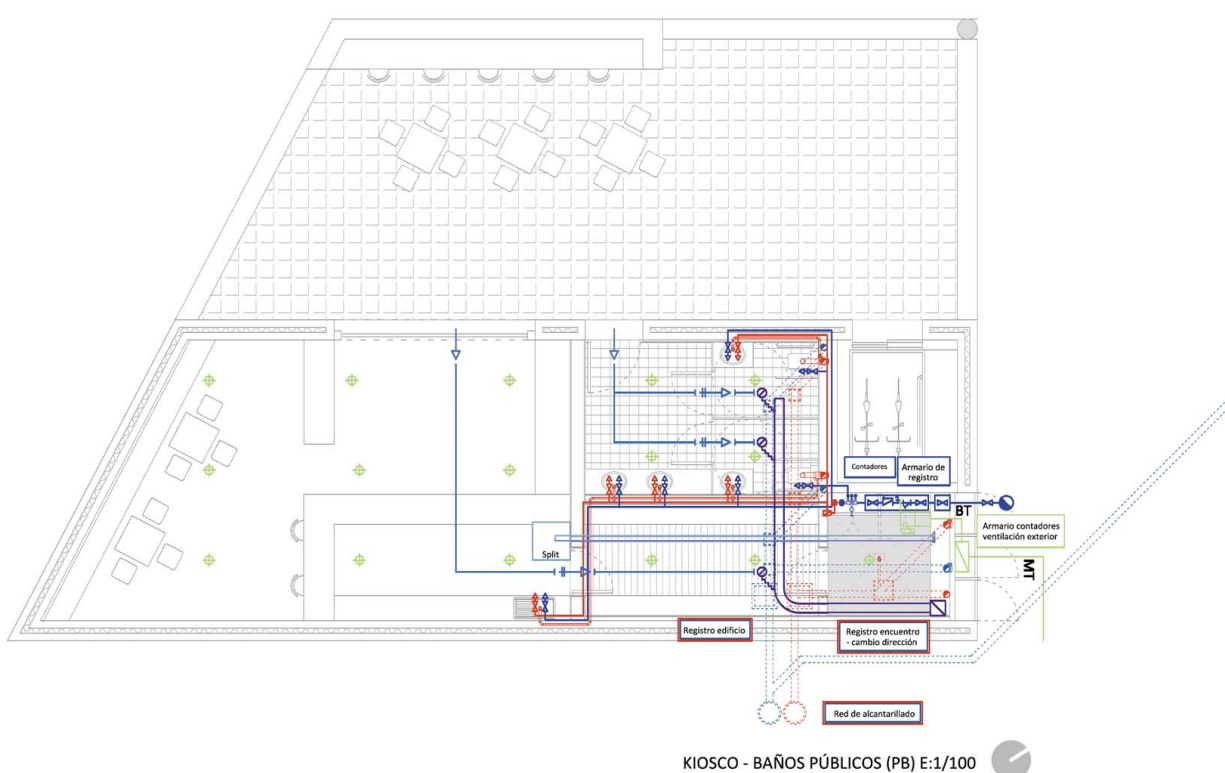 Contadores
Armario de
registro
BT
Armario contadores
ventilación exterior
MT
Split
Registro edificio
Registro encuentro
- cambio dirección
Red de alcantarillado
KIOSCO - BAÑOS PÚBLICOS (PB) E:1/100